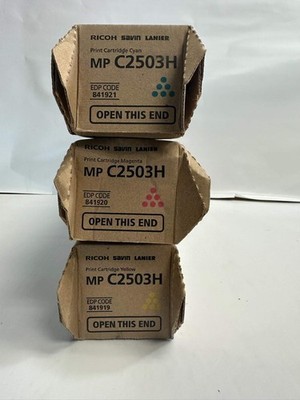 RICOH SAVIN LANIER
Print Cartridge Cyan
MP C2503H
EDP CODE
841921
OPEN THIS END
RICOH SAVIN LANIER
Print Cartridge Magenta
MP C2503H
EDP CODE
841920
OPEN THIS END
RICOH SAVIN LANIER
Print Cartridge Yellow
MP C2503H
EDP CODE
841919
OPEN THIS END